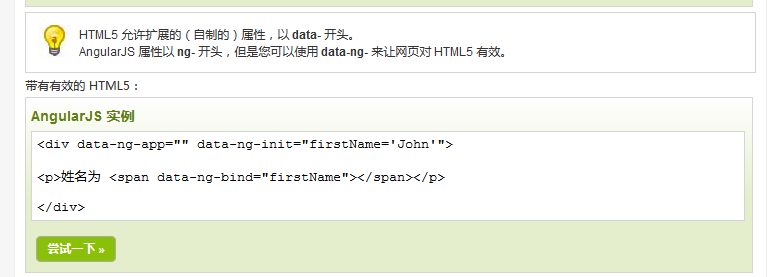 HTML5 允许扩展的（自制的）属性，以 data- 开头。
AngularJS 属性以 ng- 开头，但是您可以使用 data-ng- 来让网页对 HTML5 有效。
带有有效的 HTML5：
AngularJS 实例
<div data-ng-app="" data-ng-init="firstName='John'">
<p>姓名为 <span data-ng-bind="firstName"></span></p>
</div>
尝试一下 »